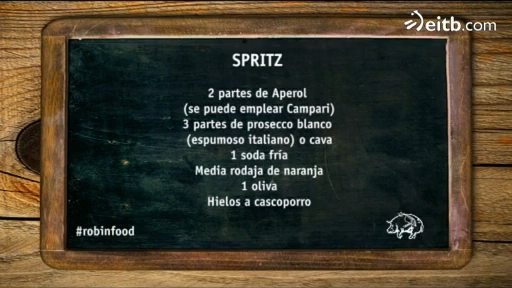 eitb.com
SPRITZ
2 partes de Aperol
(se puede emplear Campari)
3 partes de prosecco blanco
(espumoso italiano) o cava
1 soda fría
Media rodaja de naranja
1 oliva
Hielos a cascoporro
#robinfood